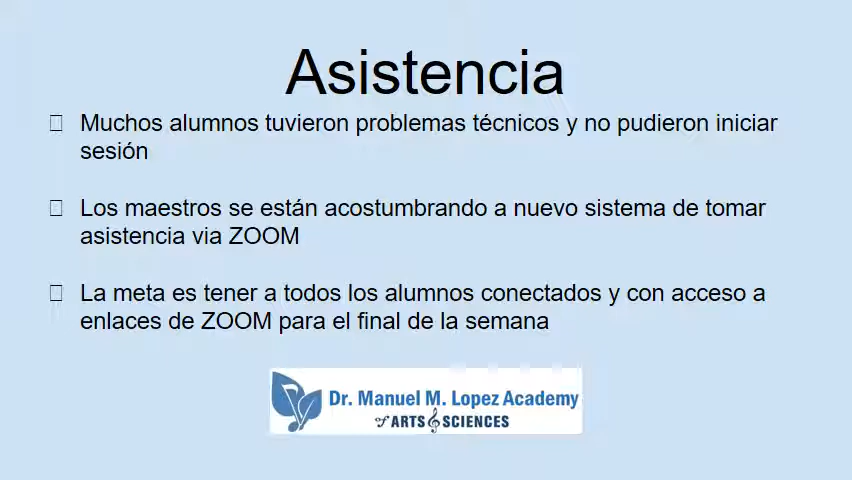 Asistencia
Muchos alumnos tuvieron problemas técnicos y no pudieron iniciar
sesión
Los maestros se están acostumbrando a nuevo sistema de tomar
asistencia via ZOOM
La meta es tener a todos los alumnos conectados y con acceso a
enlaces de ZOOM para el final de la semana
Dr. Manuel M. Lopez Academy
of ARTS & SCIENCES